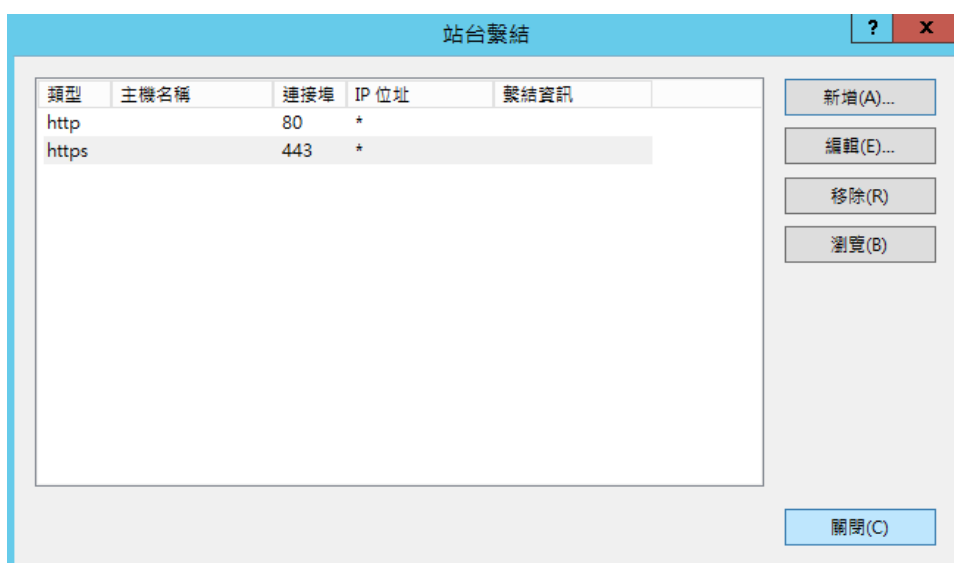 站台繫結
? x
類型 主機名稱 連接埠 IP 位址 繫結資訊
http 80 *
https 443 *
新增(A)...
編輯(E)...
移除(R)
瀏覽(B)
關閉(C)